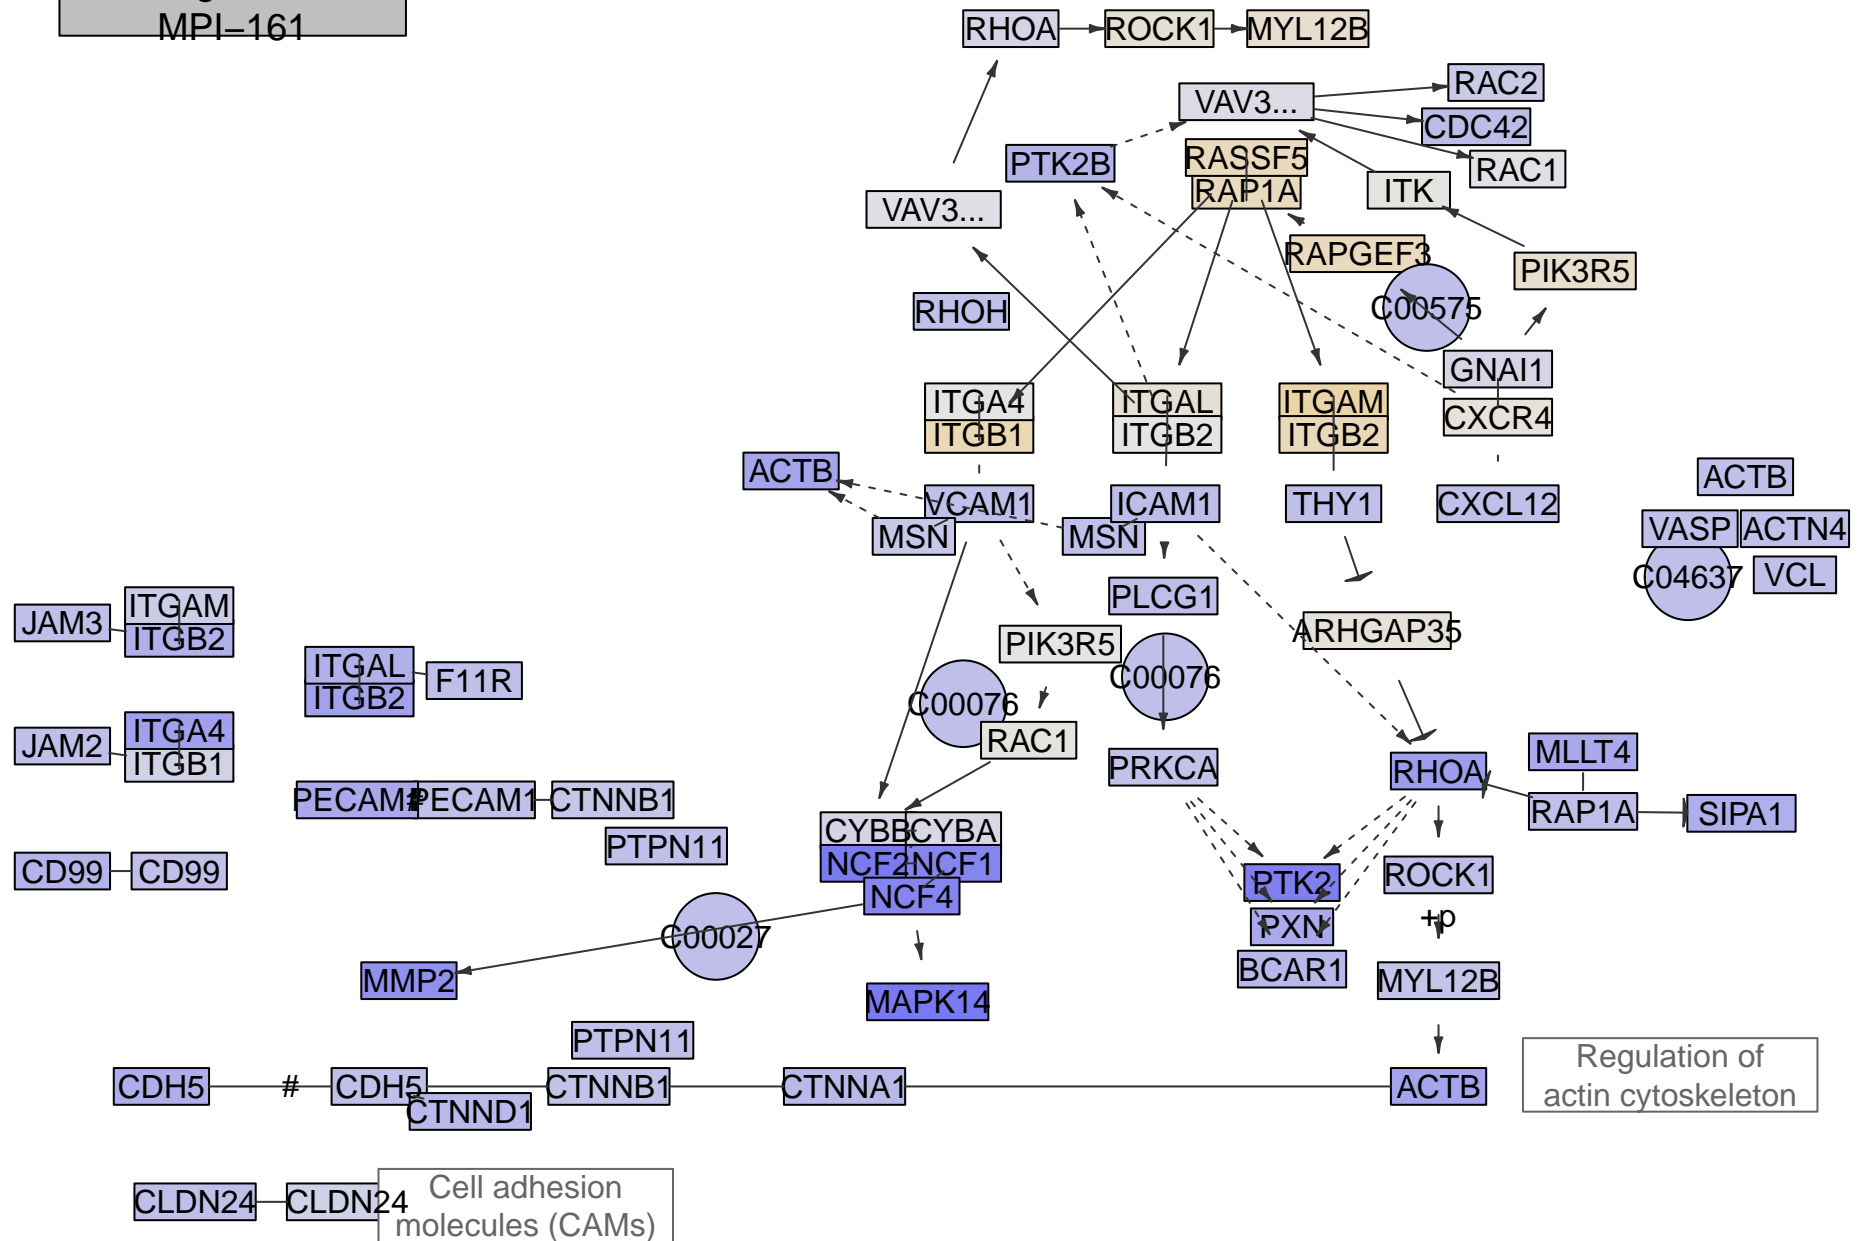 MPI−161
RHOA
ROCK1
MYL12B
RAC2
VAV3...
CDC42
RASSF5
PTK2B
RAC1
RAP1A
ITK
VAV3...
RAPGEF3
PIK3R5
C00575
RHOH
GNAI1
ITGA4
ITGAL
ITGAM
CXCR4
ITGB1
ITGB2
ITGB2
ACTB
ACTB
VCAM1
ICAM1
THY1
CXCL12
MSN
MSN
VASP
ACTN4
C04637
VCL
PLCG1
ITGAM
JAM3
ITGB2
ARHGAP35
PIK3R5
ITGAL
F11R
C00076
ITGB2
C00076
ITGA4
JAM2
RAC1
ITGB1
PRKCA
RHOA
MLLT4
PECAM1
#
PECAM1
CTNNB1
RAP1A
SIPA1
CYBB
CYBA
PTPN11
NCF2
NCF1
CD99
CD99
PTK2
ROCK1
NCF4
+p
PXN
C00027
BCAR1
MMP2
MYL12B
MAPK14
PTPN11
Regulation of
actin cytoskeleton
CDH5
#
CDH5
CTNNB1
CTNNA1
ACTB
CTNND1
Cell adhesion
molecules (CAMs)
CLDN24
CLDN24